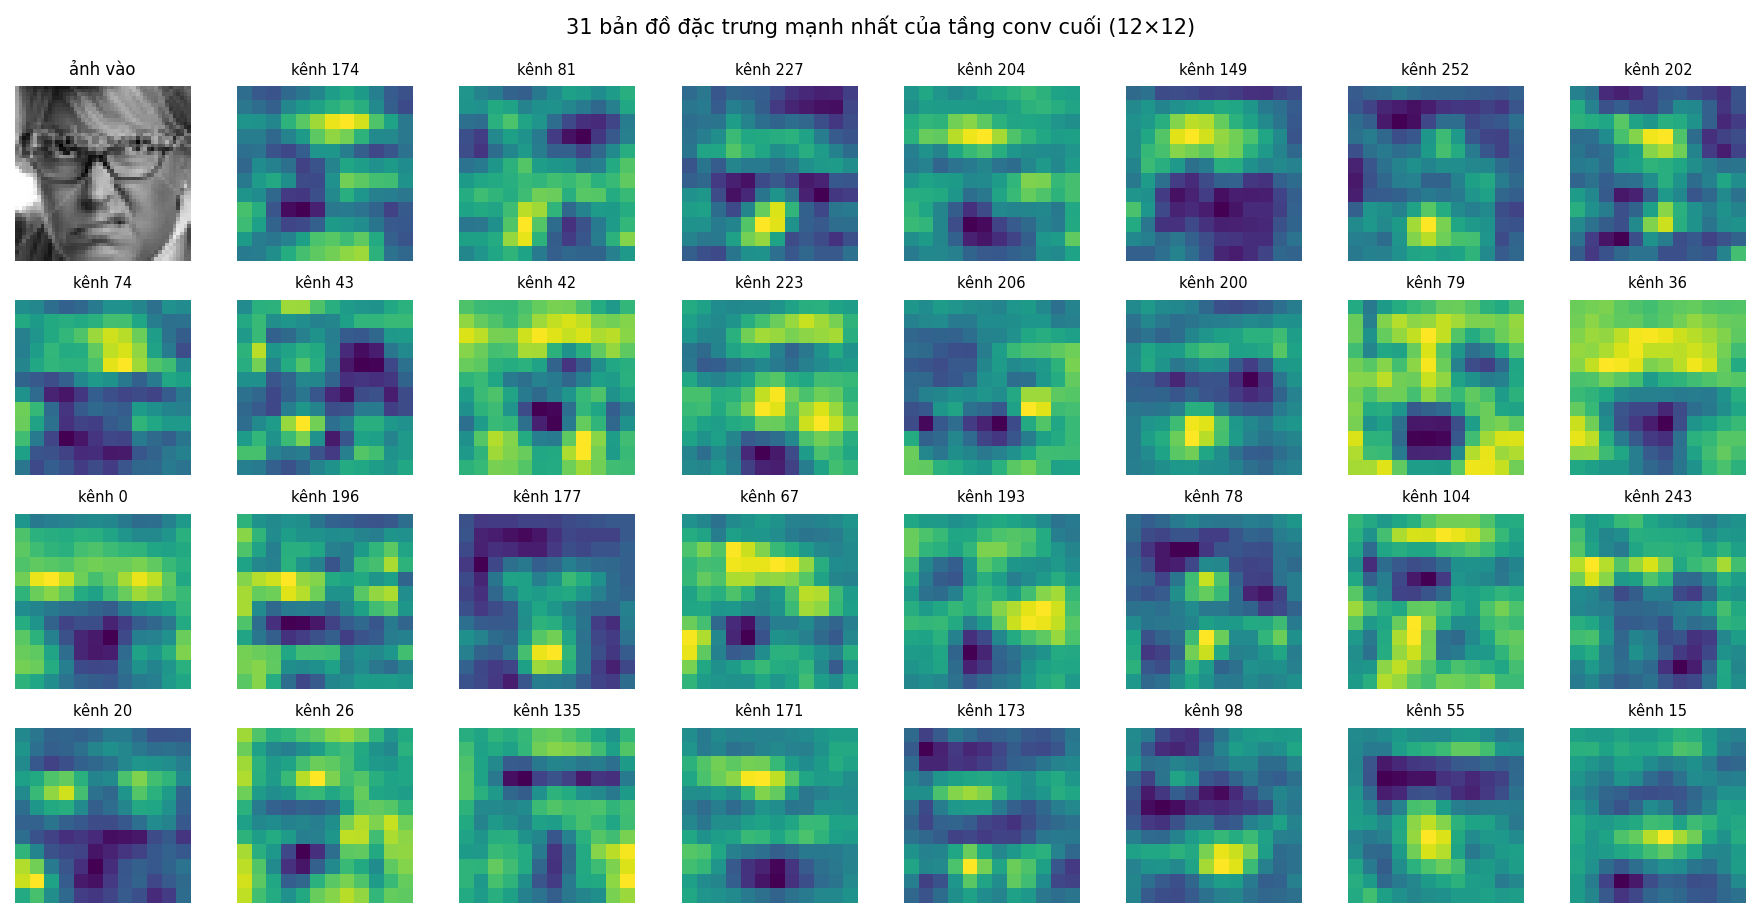 31 bản đồ đặc trưng mạnh nhất của tầng conv cuối (12×12)
ảnh vào
kênh 174
kênh 81
kênh 227
kênh 204
kênh 149
kênh 252
kênh 202
kênh 74
kênh 43
kênh 42
kênh 223
kênh 206
kênh 200
kênh 79
kênh 36
kênh 0
kênh 196
kênh 177
kênh 67
kênh 193
kênh 78
kênh 104
kênh 243
kênh 20
kênh 26
kênh 135
kênh 171
kênh 173
kênh 98
kênh 55
kênh 15